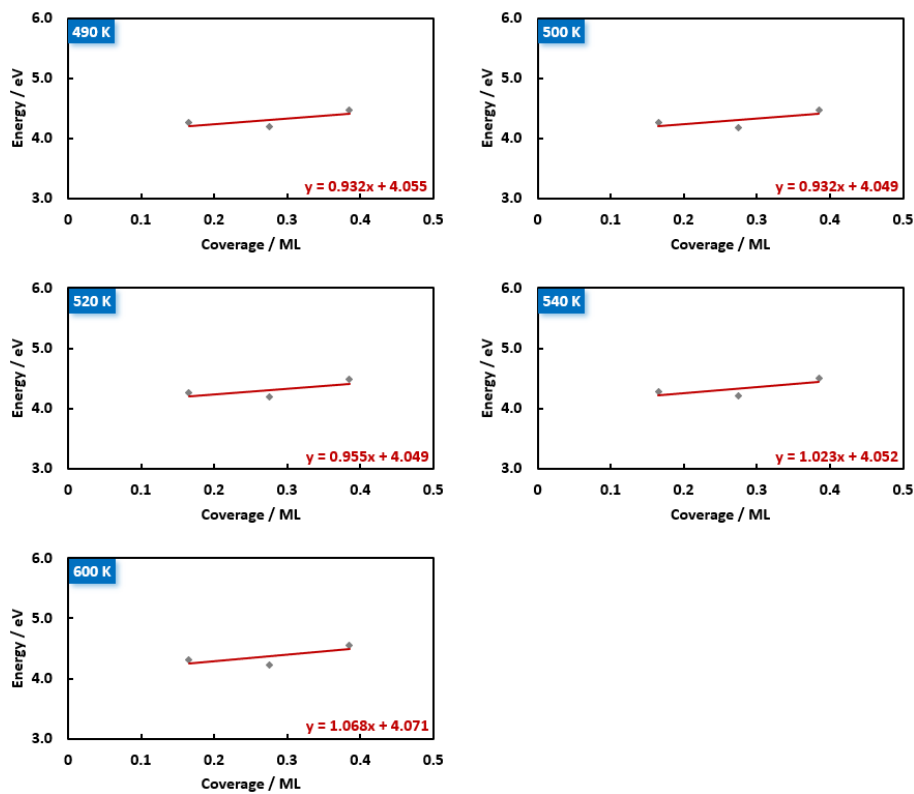 490 K
6.0
5.0
4.0
3.0
Energy / eV
y = 0.932x + 4.055
0 0.1 0.2 0.3 0.4 0.5
Coverage / ML
500 K
6.0
5.0
4.0
3.0
Energy / eV
y = 0.932x + 4.049
0 0.1 0.2 0.3 0.4 0.5
Coverage / ML
520 K
6.0
5.0
4.0
3.0
Energy / eV
y = 0.955x + 4.049
0 0.1 0.2 0.3 0.4 0.5
Coverage / ML
540 K
6.0
5.0
4.0
3.0
Energy / eV
y = 1.023x + 4.052
0 0.1 0.2 0.3 0.4 0.5
Coverage / ML
600 K
6.0
5.0
4.0
3.0
Energy / eV
y = 1.068x + 4.071
0 0.1 0.2 0.3 0.4 0.5
Coverage / ML